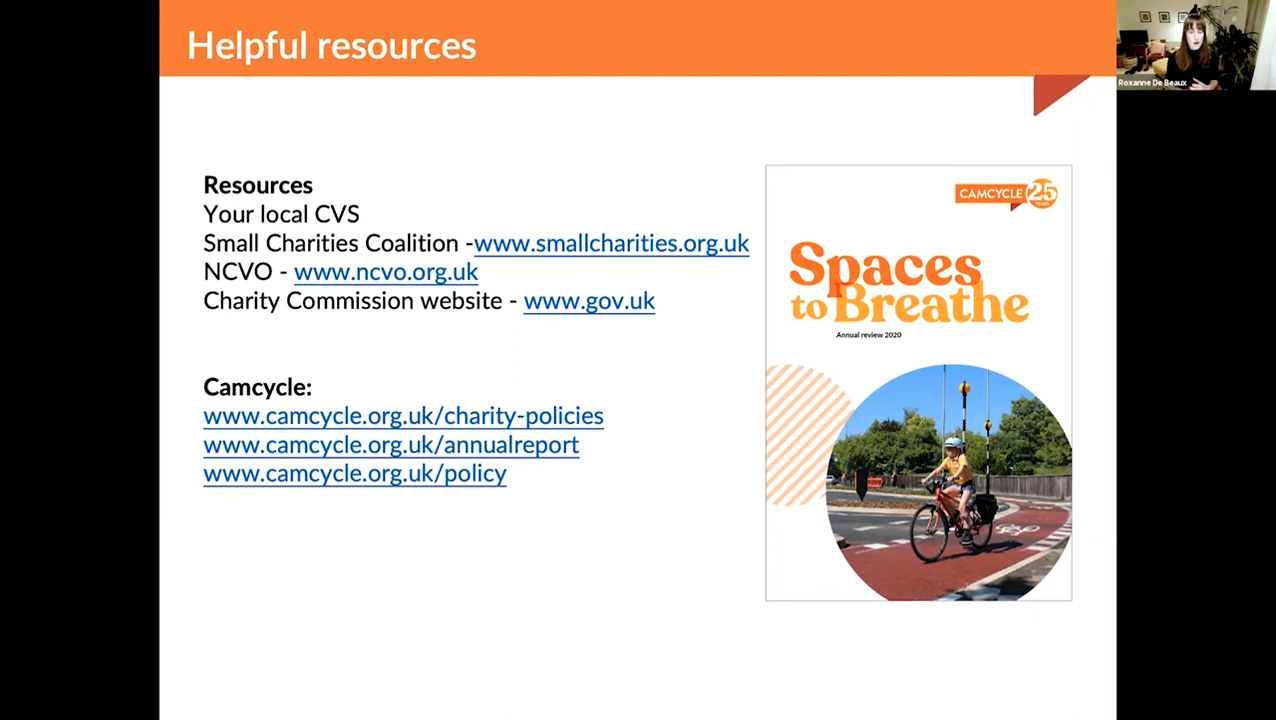 Helpful resources
Roxanne De Beaux
Resources
Your local CVS
Small Charities Coalition -www.smallcharities.org.uk
NCVO - www.ncvo.org.uk
Charity Commission website - www.gov.uk
Camcycle:
www.camcycle.org.uk/charity-policies
www.camcycle.org.uk/annualreport
www.camcycle.org.uk/policy
CAMCYCLE 25
YEARS
Spaces
to Breathe
Annual review 2020